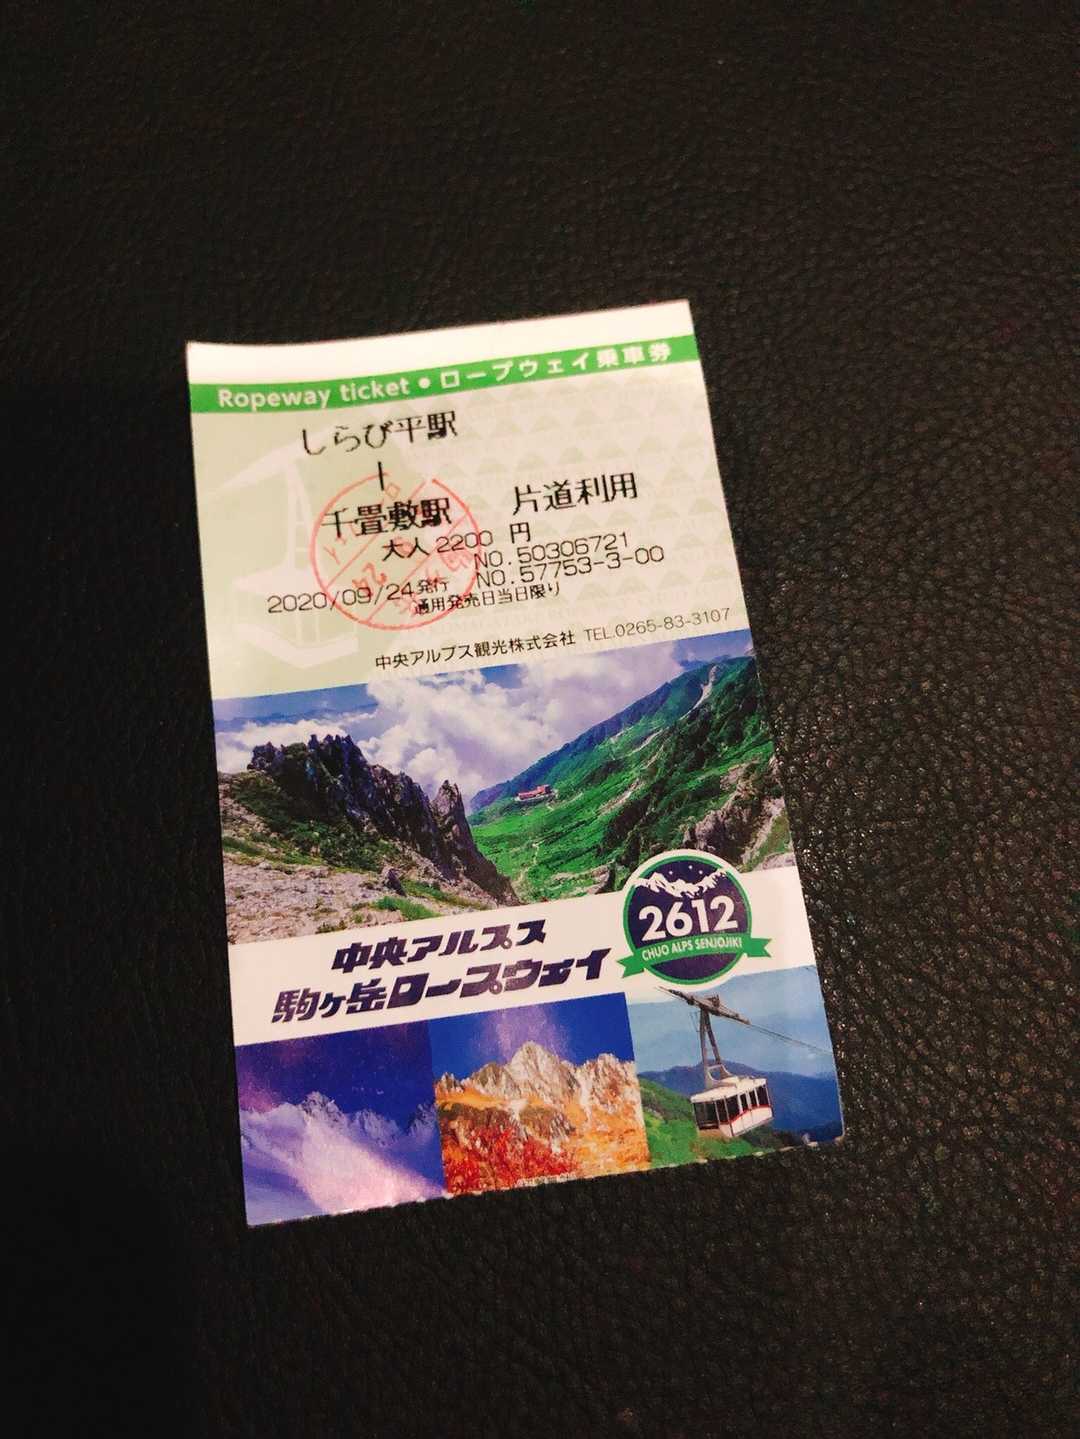 Ropeway ticket・ロープウェイ乗車券
しらび平駅
｜
千畳敷駅 片道利用
大人 2200 円
NO.50306721
2020/09/24発行 NO.57753-3-00
通用発売日当日限り
中央アルプス観光株式会社 TEL.0265-83-3107
中央アルプス
駒ヶ岳ロープウェイ
2612
CHUO ALPS SENJOJIKI